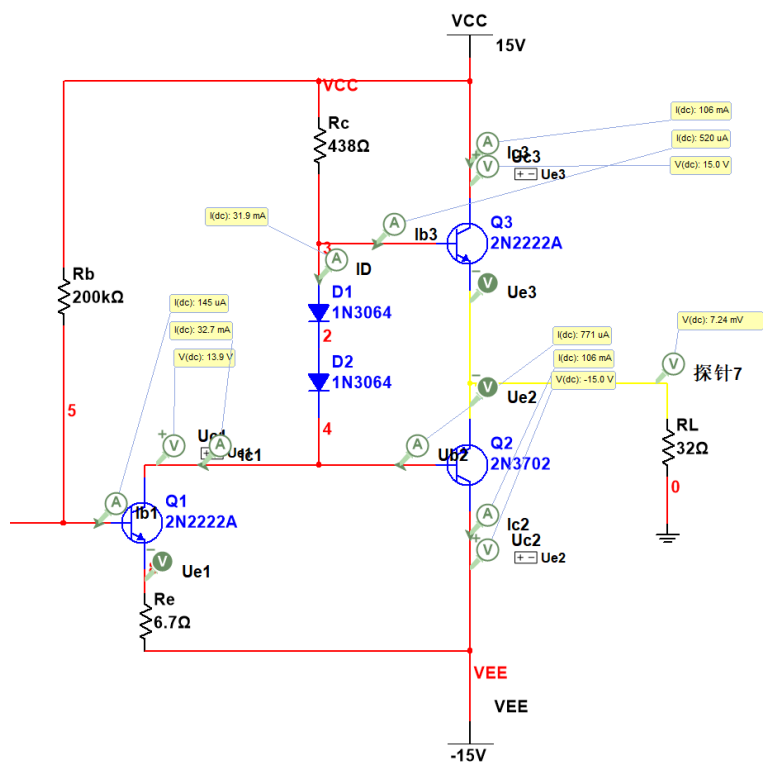 VCC
15V
VCC
Rc
438Ω
I(dc): 106 mA
I(dc): 520 uA
V(dc): 15.0 V
Ic3
Uc3
+ -
Ue3
I(dc): 31.9 mA
Q3
2N2222A
Ib3
3
ID
Rb
200kΩ
D1
1N3064
Ue3
I(dc): 145 uA
I(dc): 32.7 mA
V(dc): 13.9 V
2
I(dc): 771 uA
I(dc): 106 mA
V(dc): -15.0 V
V(dc): 7.24 mV
探针7
D2
1N3064
Ue2
5
4
Uc1
Ue1
Ic1
Ub2
Q2
2N3702
RL
32Ω
0
Q1
2N2222A
Ib1
Ic2
Uc2
+ -
Ue2
Ue1
Re
6.7Ω
VEE
VEE
-15V